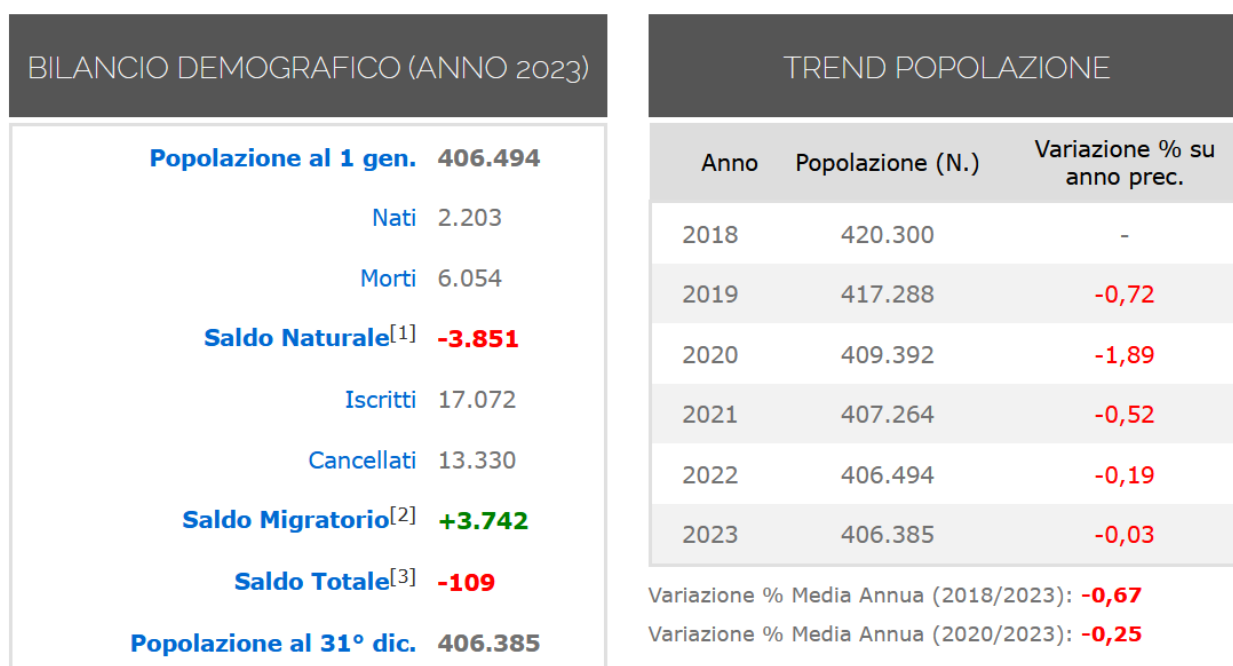 BILANCIO DEMOGRAFICO (ANNO 2023)
Popolazione al 1 gen. 406.494
Nati 2.203
Morti 6.054
Saldo Naturale[1] -3.851
Iscritti 17.072
Cancellati 13.330
Saldo Migratorio[2] +3.742
Saldo Totale[3] -109
Popolazione al 31° dic. 406.385
TREND POPOLAZIONE
Anno Popolazione (N.) Variazione % su
anno prec.
2018 420.300 -
2019 417.288 -0,72
2020 409.392 -1,89
2021 407.264 -0,52
2022 406.494 -0,19
2023 406.385 -0,03
Variazione % Media Annua (2018/2023): -0,67
Variazione % Media Annua (2020/2023): -0,25